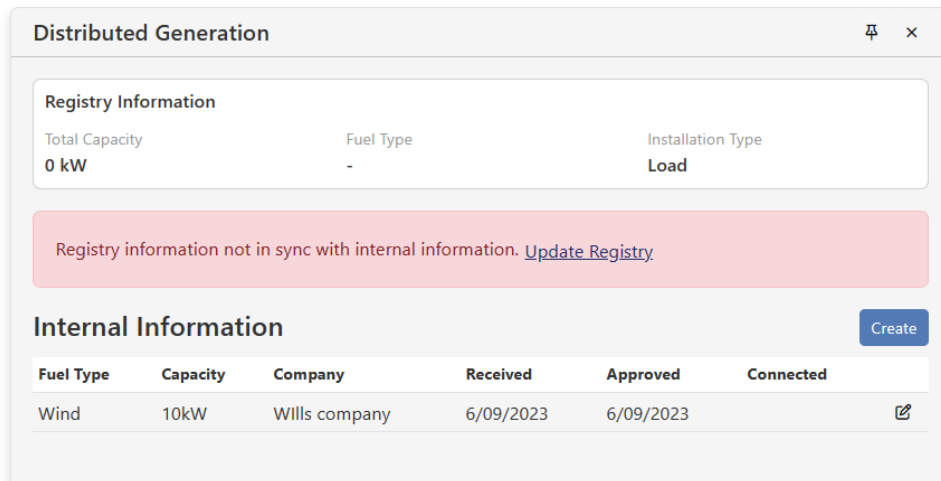 Distributed Generation
Registry Information
Total Capacity Fuel Type Installation Type
0 kW - Load
Registry information not in sync with internal information. Update Registry
Internal Information Create
Fuel Type Capacity Company Received Approved Connected
Wind 10kW WIlls company 6/09/2023 6/09/2023